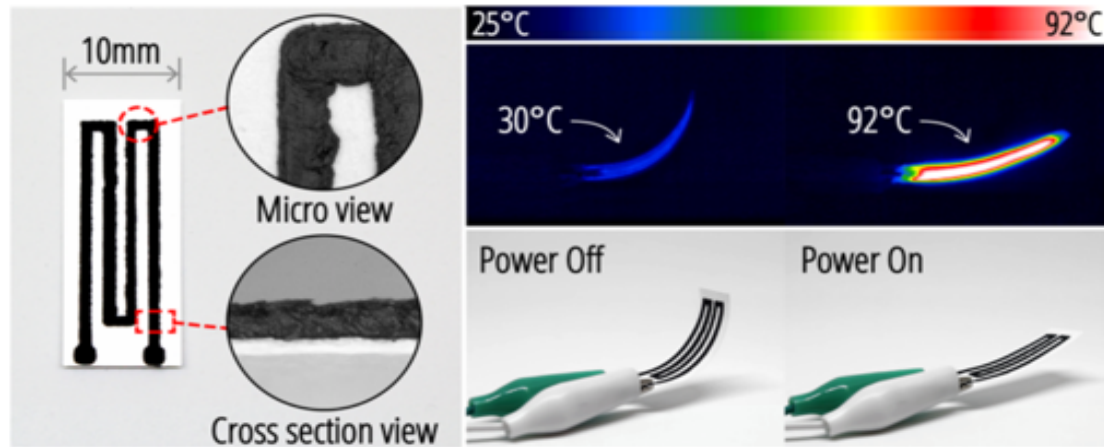 10mm
Micro view
Cross section view
25°C
92°C
30°C
92°C
Power Off
Power On